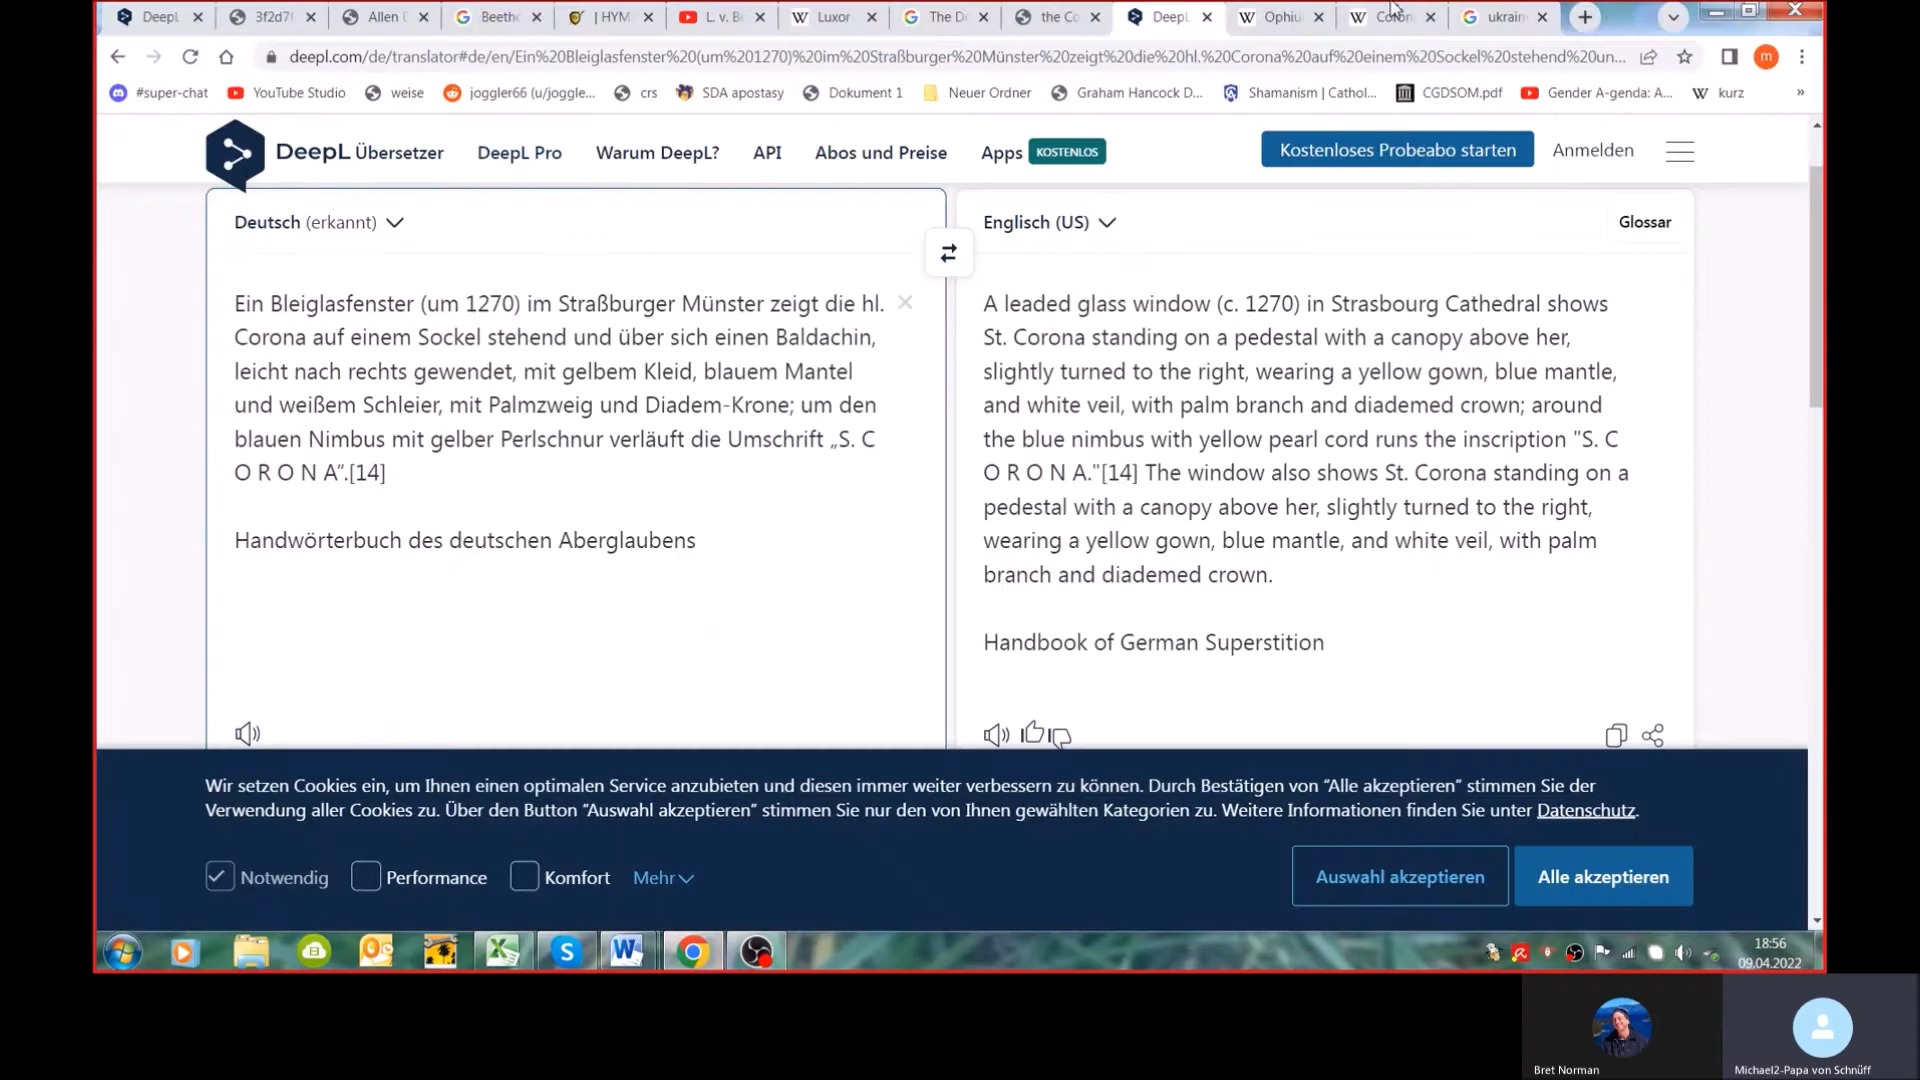 DeepL
3f2d7f
Allen
Beeth
| HYM
L. v. Be
Luxor
The D
the Co
DeepL
Ophiu
Coron
ukrain
deepl.com/de/translator#de/en/Ein%20Bleiglasfenster%20(um%201270)%20im%20Straßburger%20Münster%20zeigt%20die%20hl.%20Corona%20auf%20einem%20Sockel%20stehend%20un...
m
#super-chat
YouTube Studio
weise
joggler66 (u/joggle...
crs
SDA apostasy
Dokument 1
Neuer Ordner
Graham Hancock D...
Shamanism | Cathol...
CGDSOM.pdf
Gender A-genda: A...
kurz
»
DeepL Übersetzer
DeepL Pro
Warum DeepL?
API
Abos und Preise
Apps
KOSTENLOS
Kostenloses Probeabo starten
Anmelden
Deutsch (erkannt)
Englisch (US)
Glossar
Ein Bleiglasfenster (um 1270) im Straßburger Münster zeigt die hl.
Corona auf einem Sockel stehend und über sich einen Baldachin,
leicht nach rechts gewendet, mit gelbem Kleid, blauem Mantel
und weißem Schleier, mit Palmzweig und Diadem-Krone; um den
blauen Nimbus mit gelber Perlschnur verläuft die Umschrift „S. C
O R O N A“.[14]
Handwörterbuch des deutschen Aberglaubens
A leaded glass window (c. 1270) in Strasbourg Cathedral shows
St. Corona standing on a pedestal with a canopy above her,
slightly turned to the right, wearing a yellow gown, blue mantle,
and white veil, with palm branch and diademed crown; around
the blue nimbus with yellow pearl cord runs the inscription "S. C
O R O N A."[14] The window also shows St. Corona standing on a
pedestal with a canopy above her, slightly turned to the right,
wearing a yellow gown, blue mantle, and white veil, with palm
branch and diademed crown.
Handbook of German Superstition
Wir setzen Cookies ein, um Ihnen einen optimalen Service anzubieten und diesen immer weiter verbessern zu können. Durch Bestätigen von “Alle akzeptieren” stimmen Sie der
Verwendung aller Cookies zu. Über den Button “Auswahl akzeptieren” stimmen Sie nur den von Ihnen gewählten Kategorien zu. Weitere Informationen finden Sie unter Datenschutz.
Notwendig
Performance
Komfort
Mehr
Auswahl akzeptieren
Alle akzeptieren
18:56
09.04.2022
Bret Norman
Michael2-Papa von Schnüff